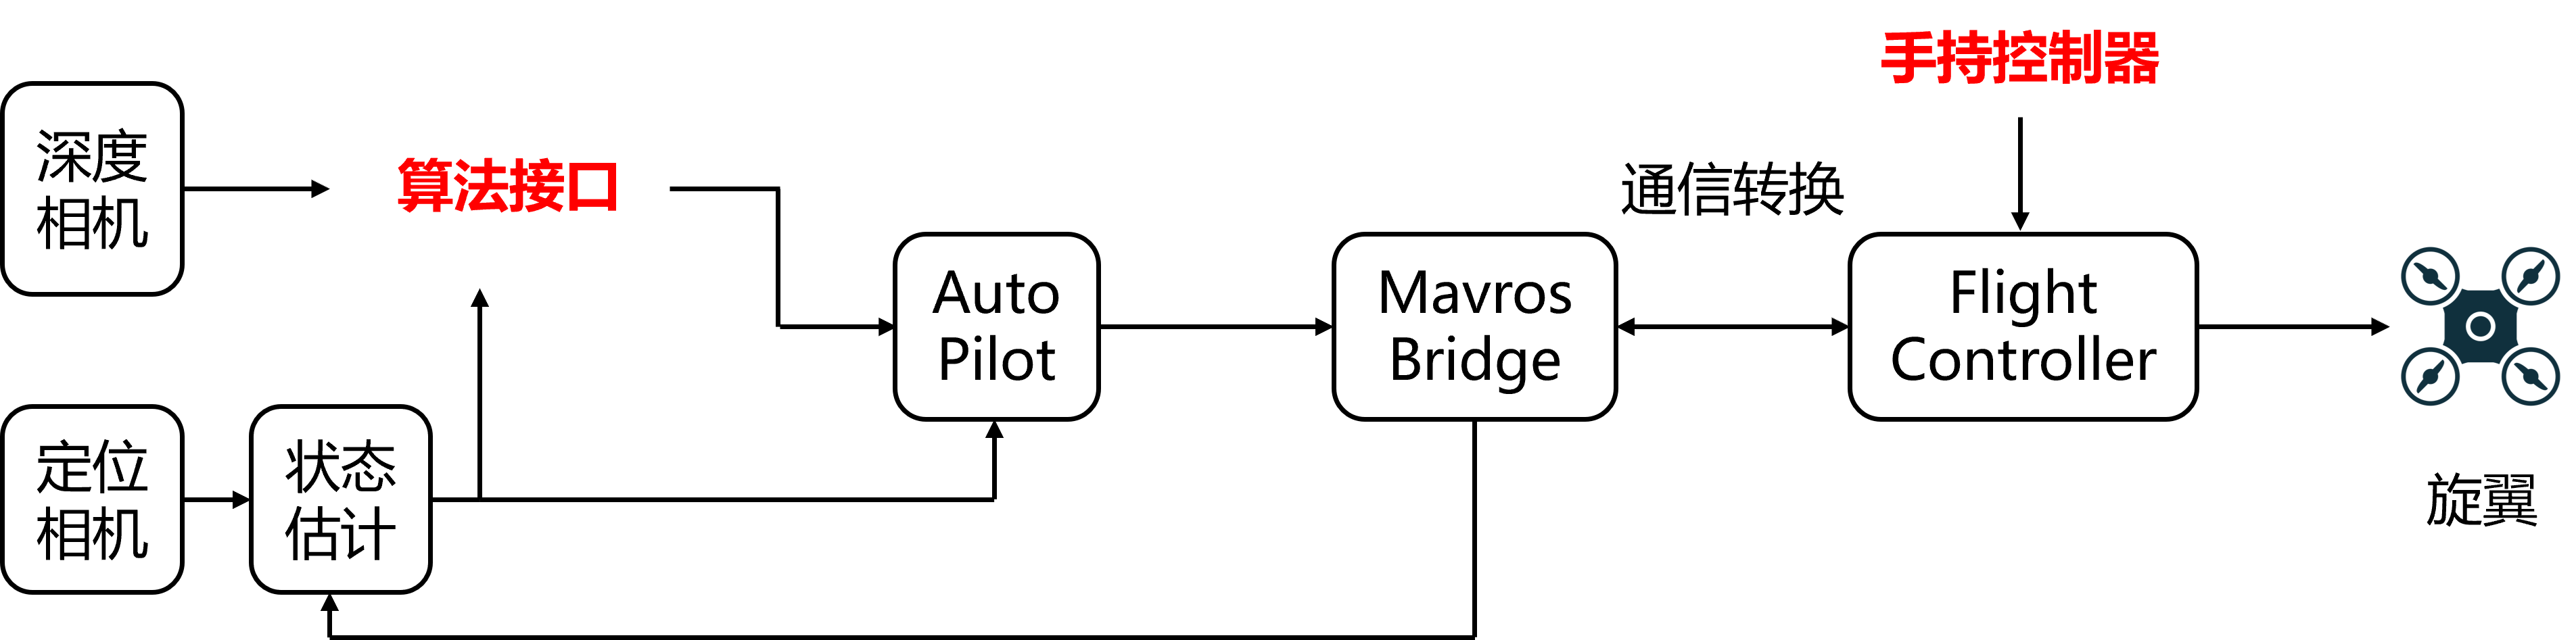 手持控制器
深度
相机
算法接口
通信转换
Auto
Pilot
Mavros
Bridge
Flight
Controller
定位
相机
状态
估计
旋翼